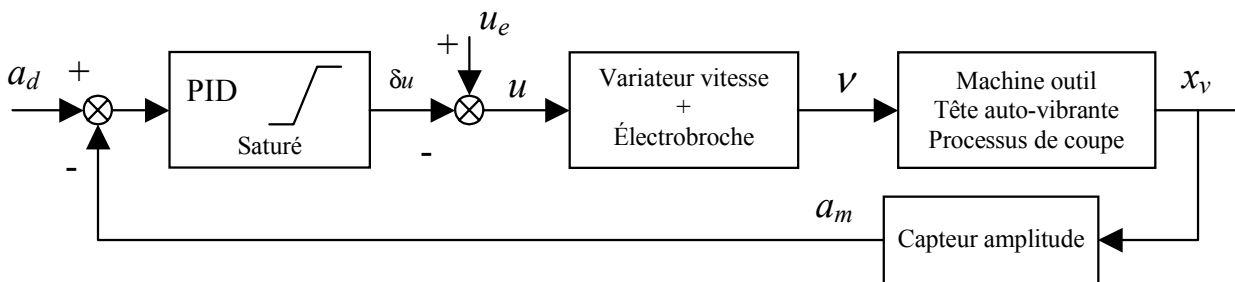 a_d
+
-
PID
Saturé
δu
+
u_e
-
u
Variateur vitesse
+
Électrobroche
ν
Machine outil
Tête auto-vibrante
Processus de coupe
x_v
a_m
Capteur amplitude